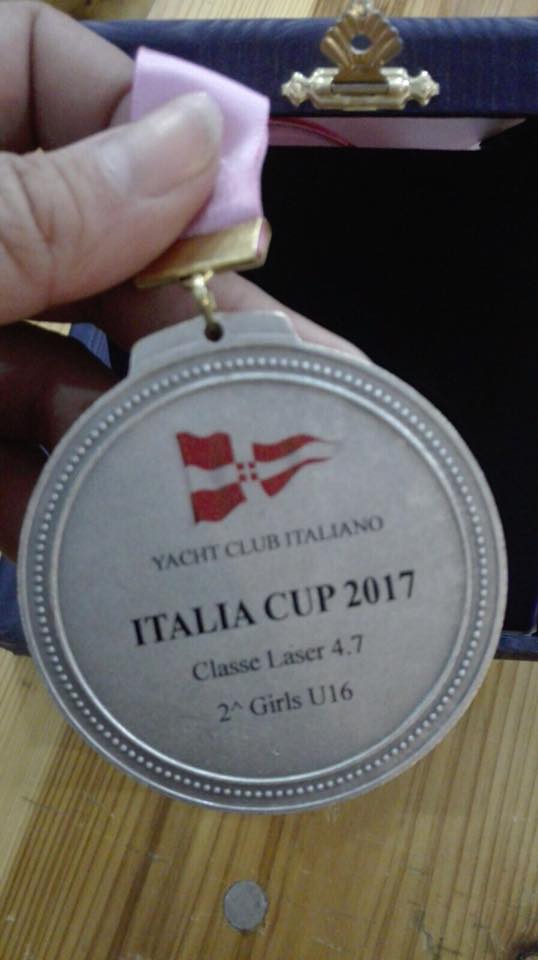 YACHT CLUB ITALIANO
ITALIA CUP 2017
Classe Laser 4.7
2^ Girls U16